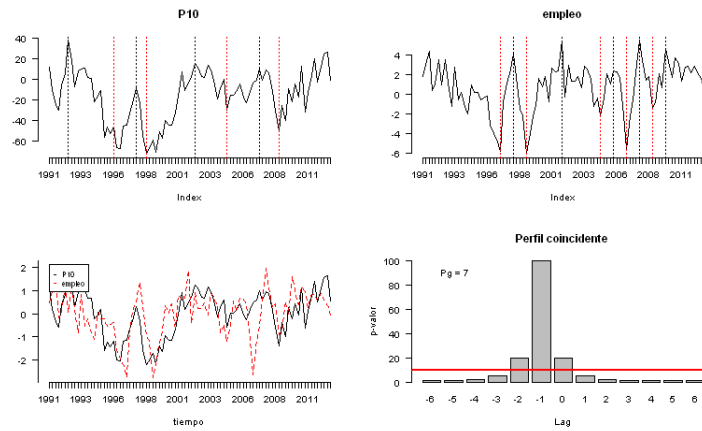 P10
40
20
0
-20
-40
-60
1991 1993 1996 1998 2001 2003 2006 2008 2011
Index
empleo
4
2
0
-2
-4
-6
1991 1993 1996 1998 2001 2003 2006 2008 2011
Index
P10
empleo
2
1
0
-1
-2
1991 1993 1996 1998 2001 2003 2006 2008 2011
tiempo
Perfil coincidente
Pg = 7
p-valor
100
80
60
40
20
0
-6 -5 -4 -3 -2 -1 0 1 2 3 4 5 6
Lag